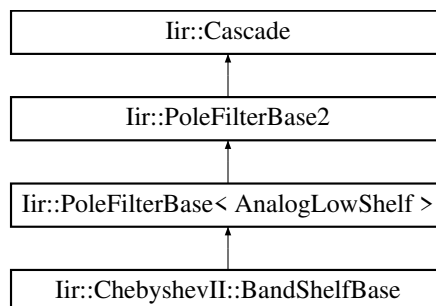 Iir::Cascade
Iir::PoleFilterBase2
Iir::PoleFilterBase< AnalogLowShelf >
Iir::ChebyshevII::BandShelfBase